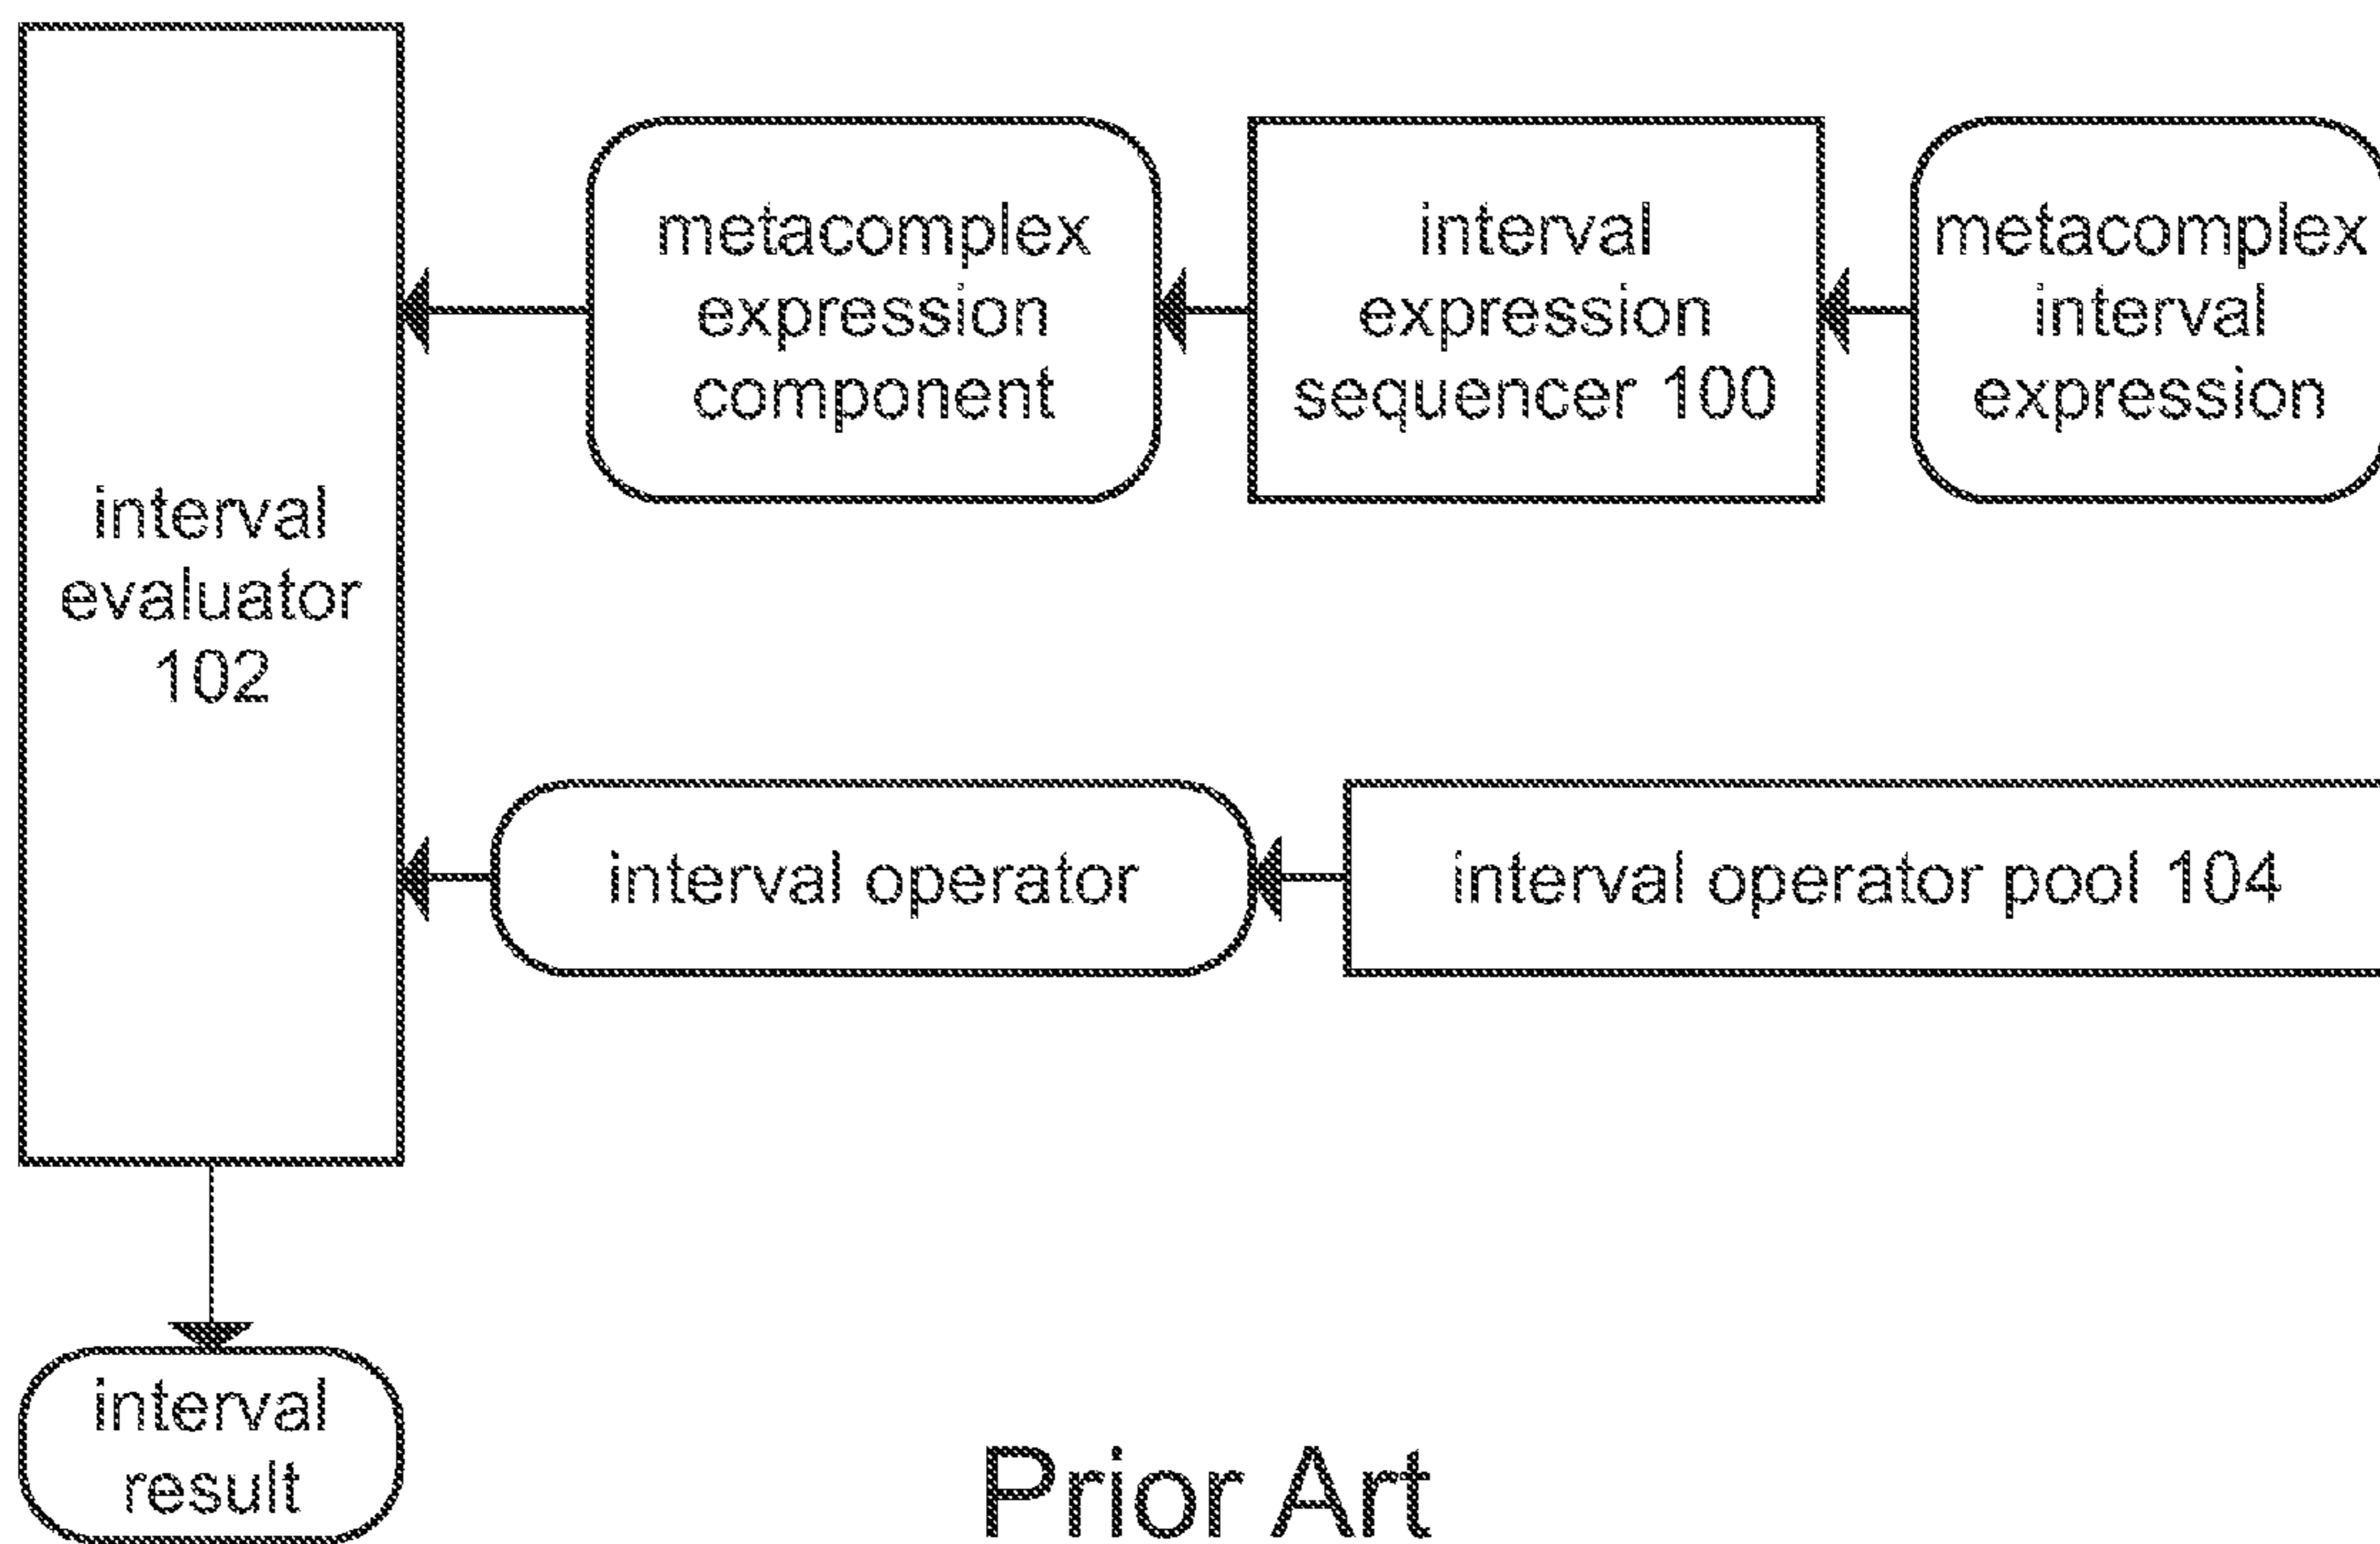 metacomplex
expression
component
interval
expression
sequencer 100
metacomplex
interval
expression
interval
evaluator
102
interval operator
interval operator pool 104
interval
result
Prior Art